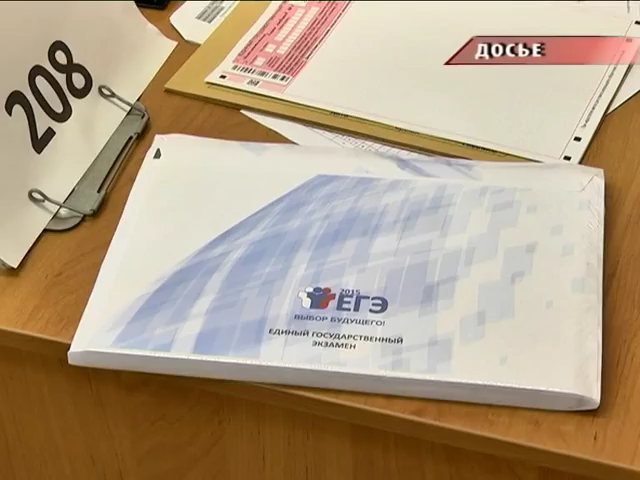 ДОСЬЕ
208
2015
ЕГЭ
ВЫБОР БУДУЩЕГО!
ЕДИНЫЙ ГОСУДАРСТВЕННЫЙ
ЭКЗАМЕН